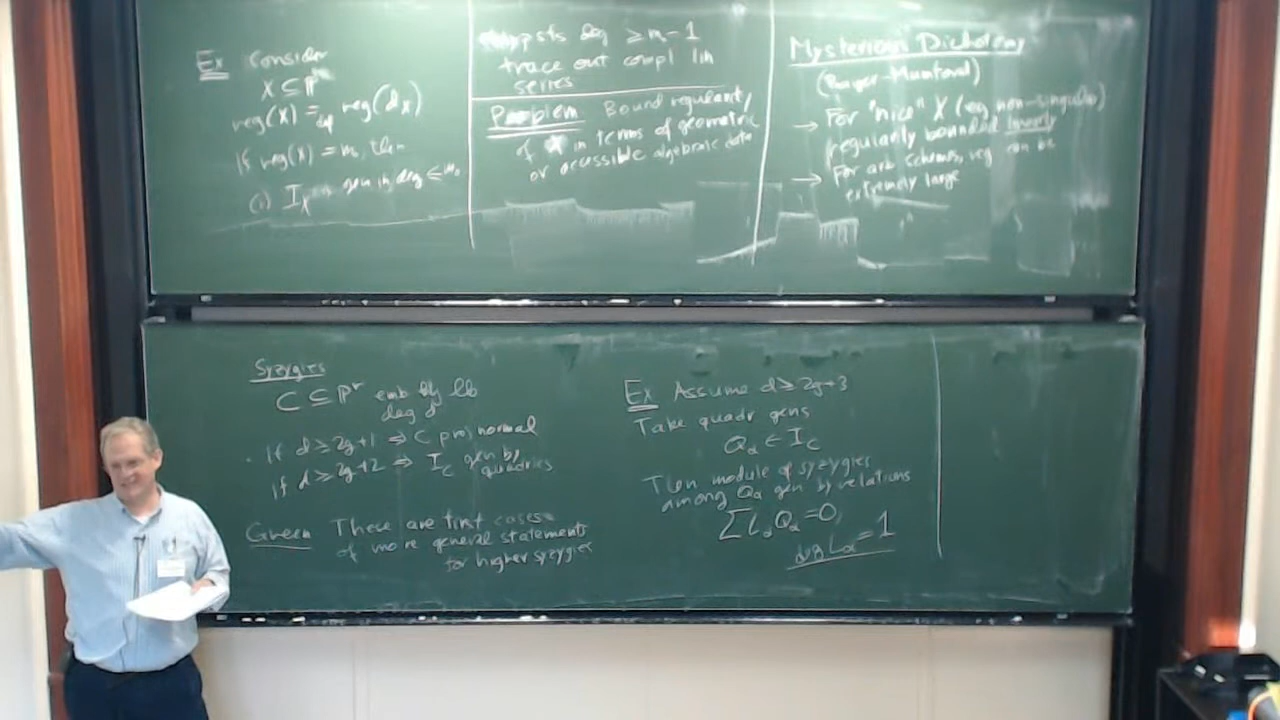 Ex Consider
X ⊆ P
reg(X) = reg(I_X)
def
If reg(X) = m, then
(1) I_X gen in deg ≤ m
hypsfs deg ≥ m-1
trace out compl lin
series
Problem Bound regularity
of X in terms of geometric
or accessible algebraic data
Mysterious Dichotomy
(Bayer-Mumford)
→ For "nice" X (eg non-singular)
regularity bounded linearly
→ For arb schemes, reg can be
extremely large
Syzygies
C ⊆ P^r emb by lb
deg d
· If d ≥ 2g+1 ⇒ C proj normal
If d ≥ 2g+2 ⇒ I_C gen by
quadrics
Green These are first cases
of more general statements
for higher syzygies
Ex Assume d ≥ 2g+3
Take quadr gens
Q_α ∈ I_C
Then module of syzygies
among Q_α gen by relations
∑ L_α Q_α = 0,
deg L_α = 1